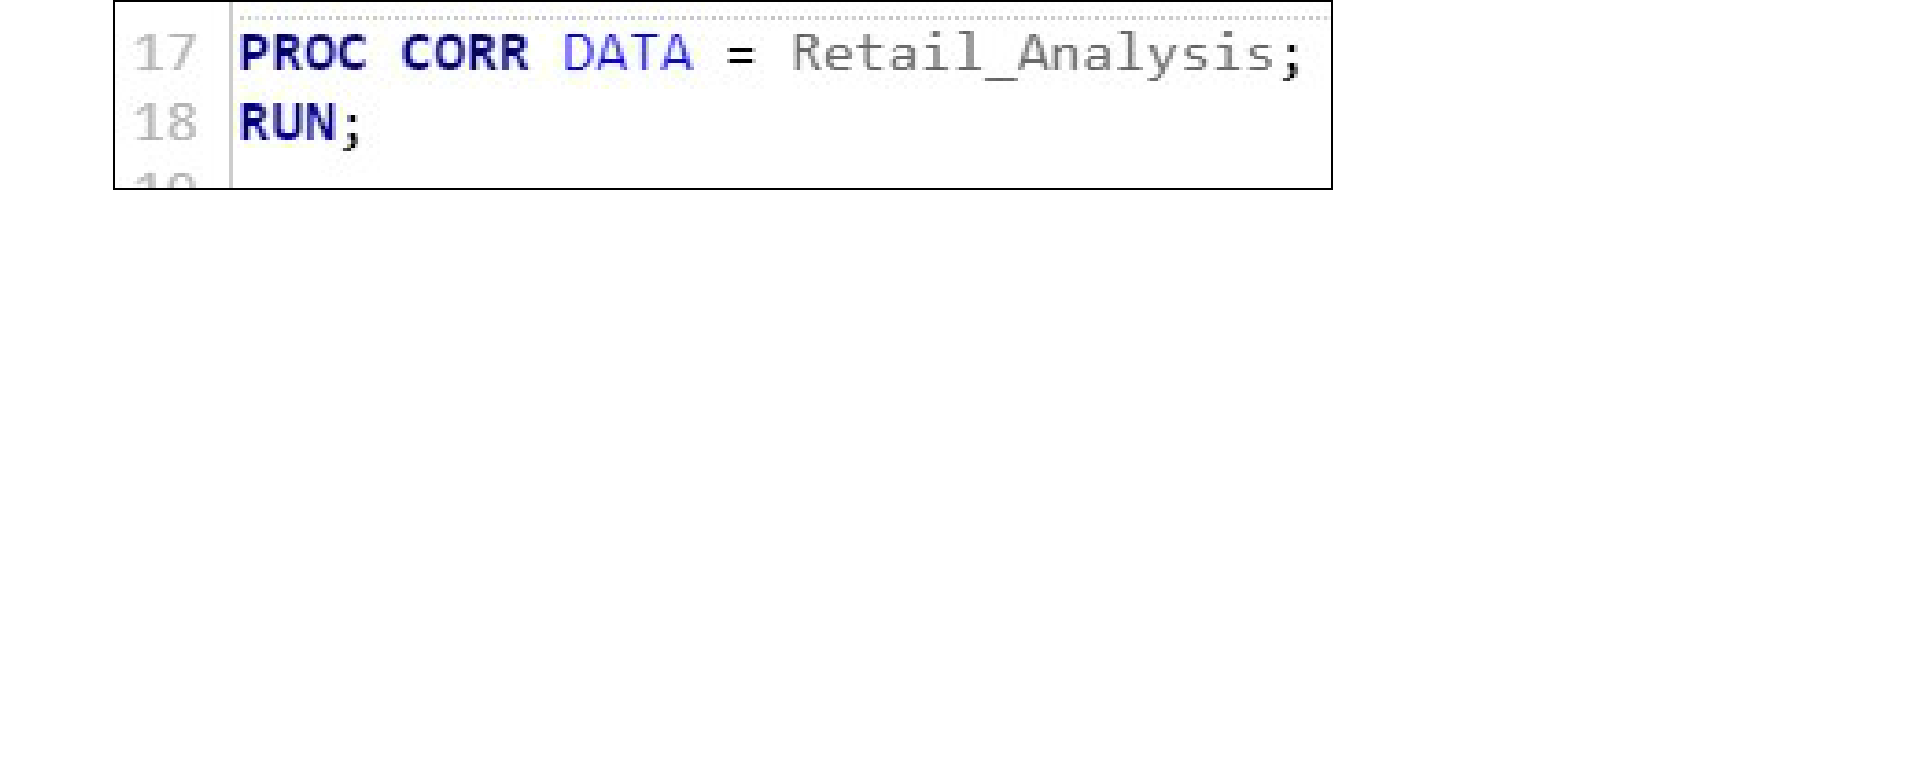 17 PROC CORR DATA = Retail_Analysis;
18 RUN;